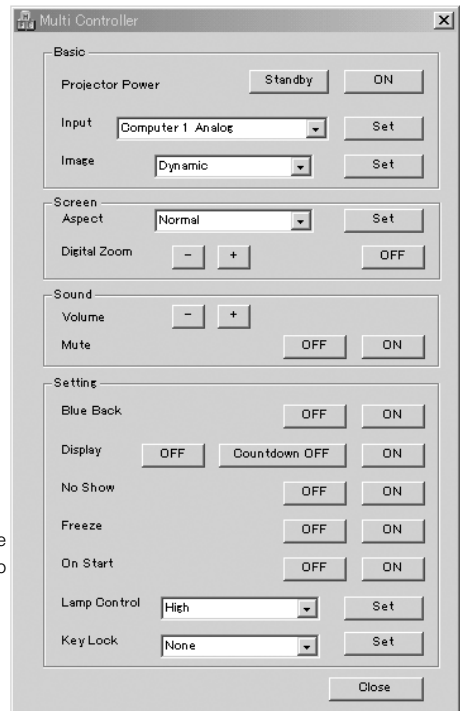 Multi Controller
Basic
Projector Power Standby ON
Input Computer 1 Analog Set
Image Dynamic Set
Screen
Aspect Normal Set
Digital Zoom - + OFF
Sound
Volume - +
Mute OFF ON
Setting
Blue Back OFF ON
Display OFF Countdown OFF ON
No Show OFF ON
Freeze OFF ON
e
On Start OFF ON
o
Lamp Control High Set
Key Lock None Set
Close